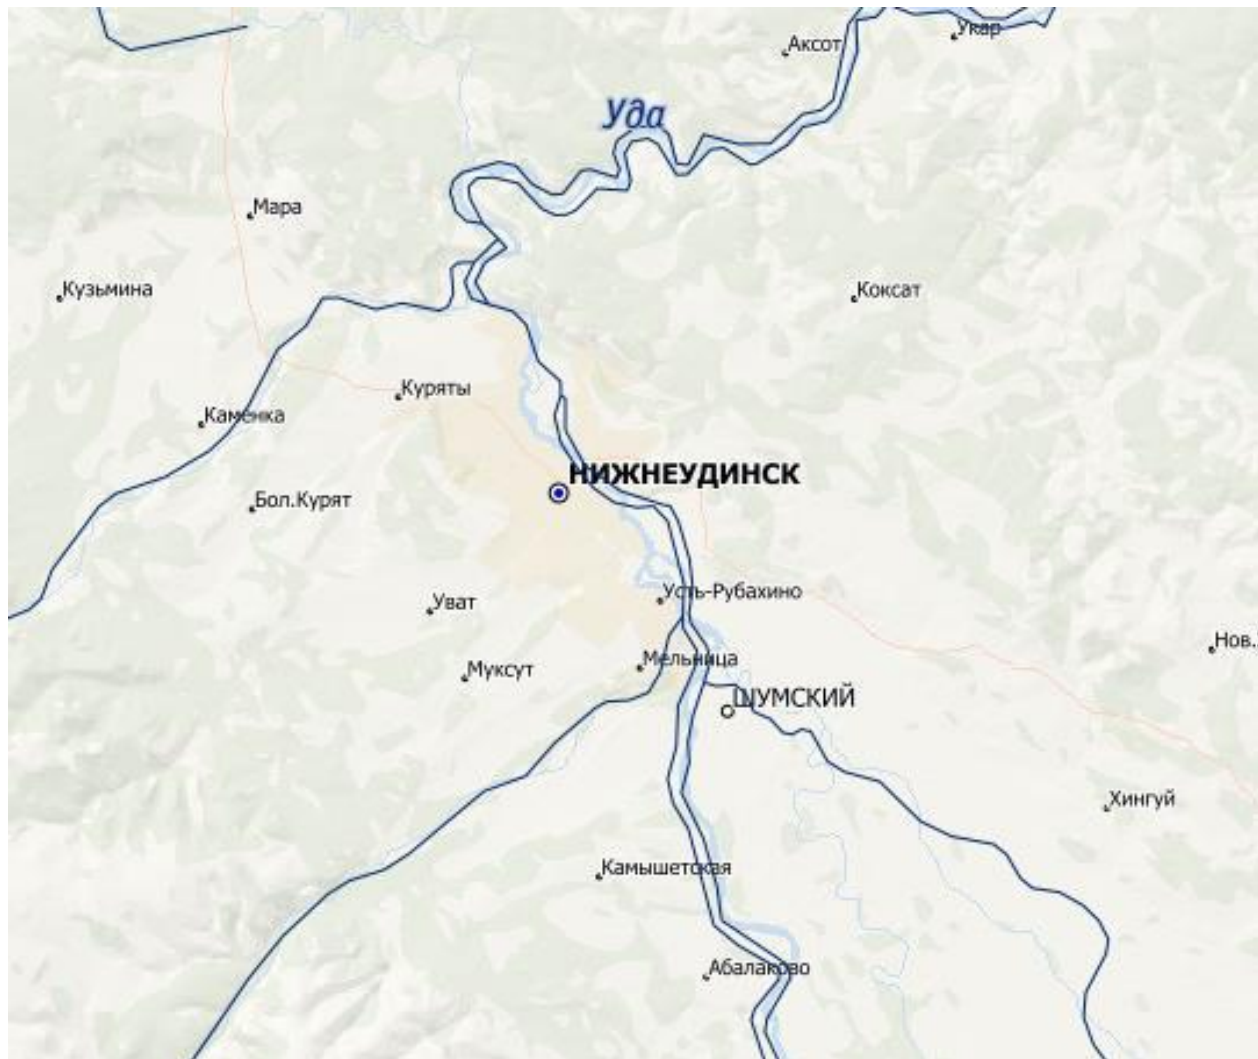 Укар
Аксот
Уда
Мара
Кузьмина
Коксат
Куряты
Каменка
НИЖНЕУДИНСК
Бол.Курят
Усть-Рубахино
Уват
Нов.
Мельница
Муксут
ШУМСКИЙ
Хингуй
Камышетская
Абалаково